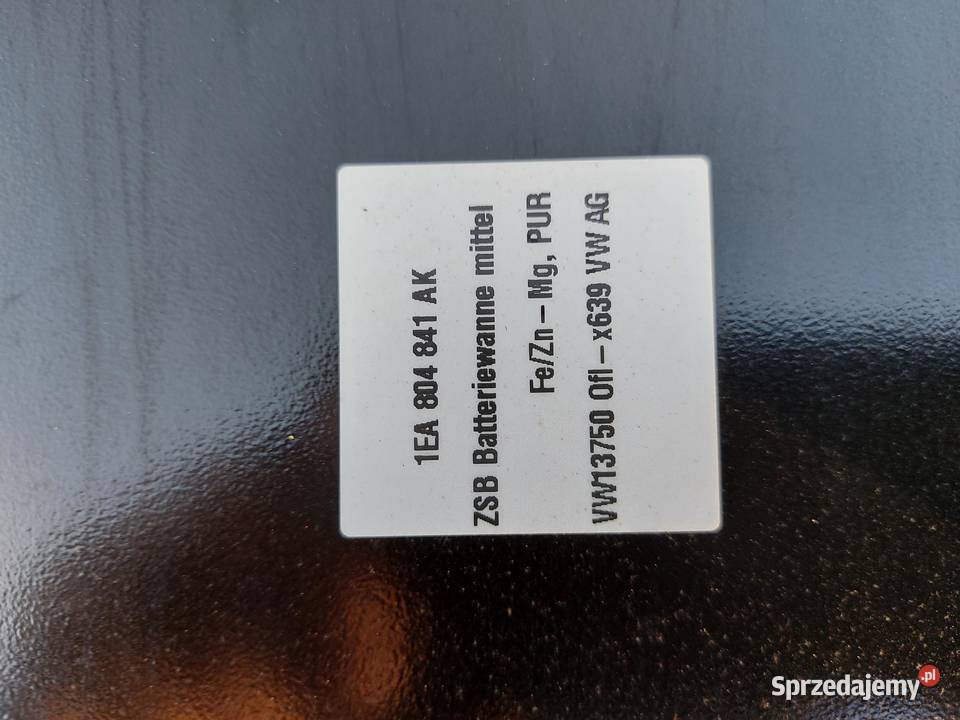 1EA 804 841 AK
ZSB Batteriewanne mittel
Fe/Zn – Mg, PUR
VW13750 Ofl – x639 VW AG
Sprzedajemy.pl